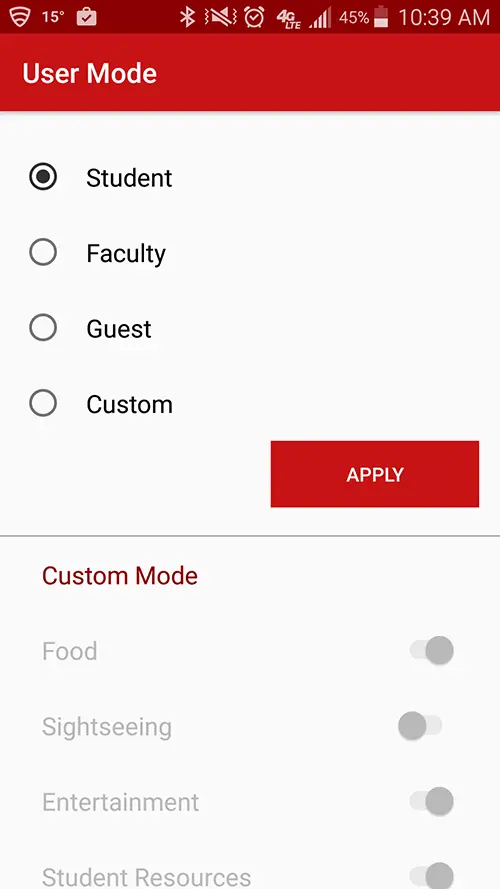 15° 4G LTE 45% 10:39 AM
User Mode
Student
Faculty
Guest
Custom
APPLY
Custom Mode
Food
Sightseeing
Entertainment
Student Resources